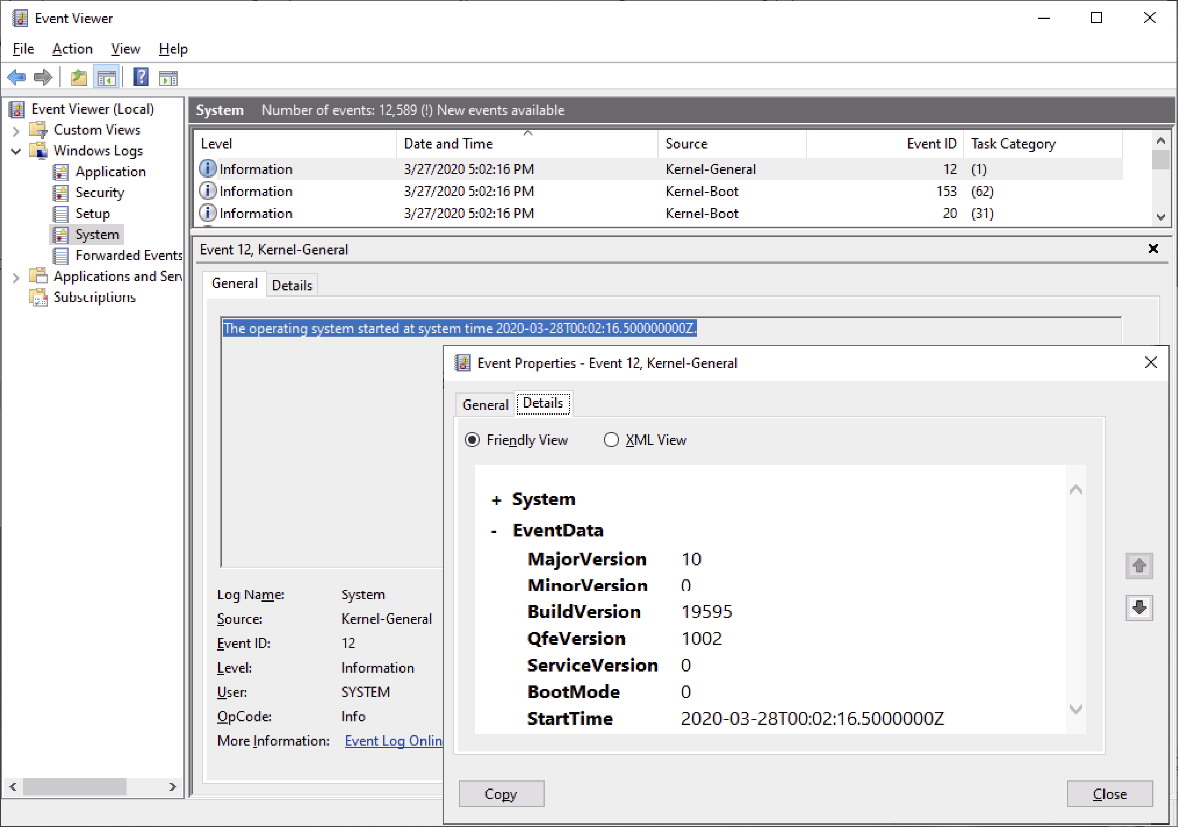 Event Viewer
File Action View Help
Event Viewer (Local)
Custom Views
Windows Logs
Application
Security
Setup
System
Forwarded Events
Applications and Serv
Subscriptions
System Number of events: 12,589 (!) New events available
Level Date and Time Source Event ID Task Category
Information 3/27/2020 5:02:16 PM Kernel-General 12 (1)
Information 3/27/2020 5:02:16 PM Kernel-Boot 153 (62)
Information 3/27/2020 5:02:16 PM Kernel-Boot 20 (31)
Event 12, Kernel-General
General Details
The operating system started at system time 2020-03-28T00:02:16.500000000Z.
Log Name: System
Source: Kernel-General
Event ID: 12
Level: Information
User: SYSTEM
OpCode: Info
More Information: Event Log Onlin
Event Properties - Event 12, Kernel-General
General Details
Friendly View XML View
+ System
- EventData
MajorVersion 10
MinorVersion 0
BuildVersion 19595
QfeVersion 1002
ServiceVersion 0
BootMode 0
StartTime 2020-03-28T00:02:16.5000000Z
Copy Close